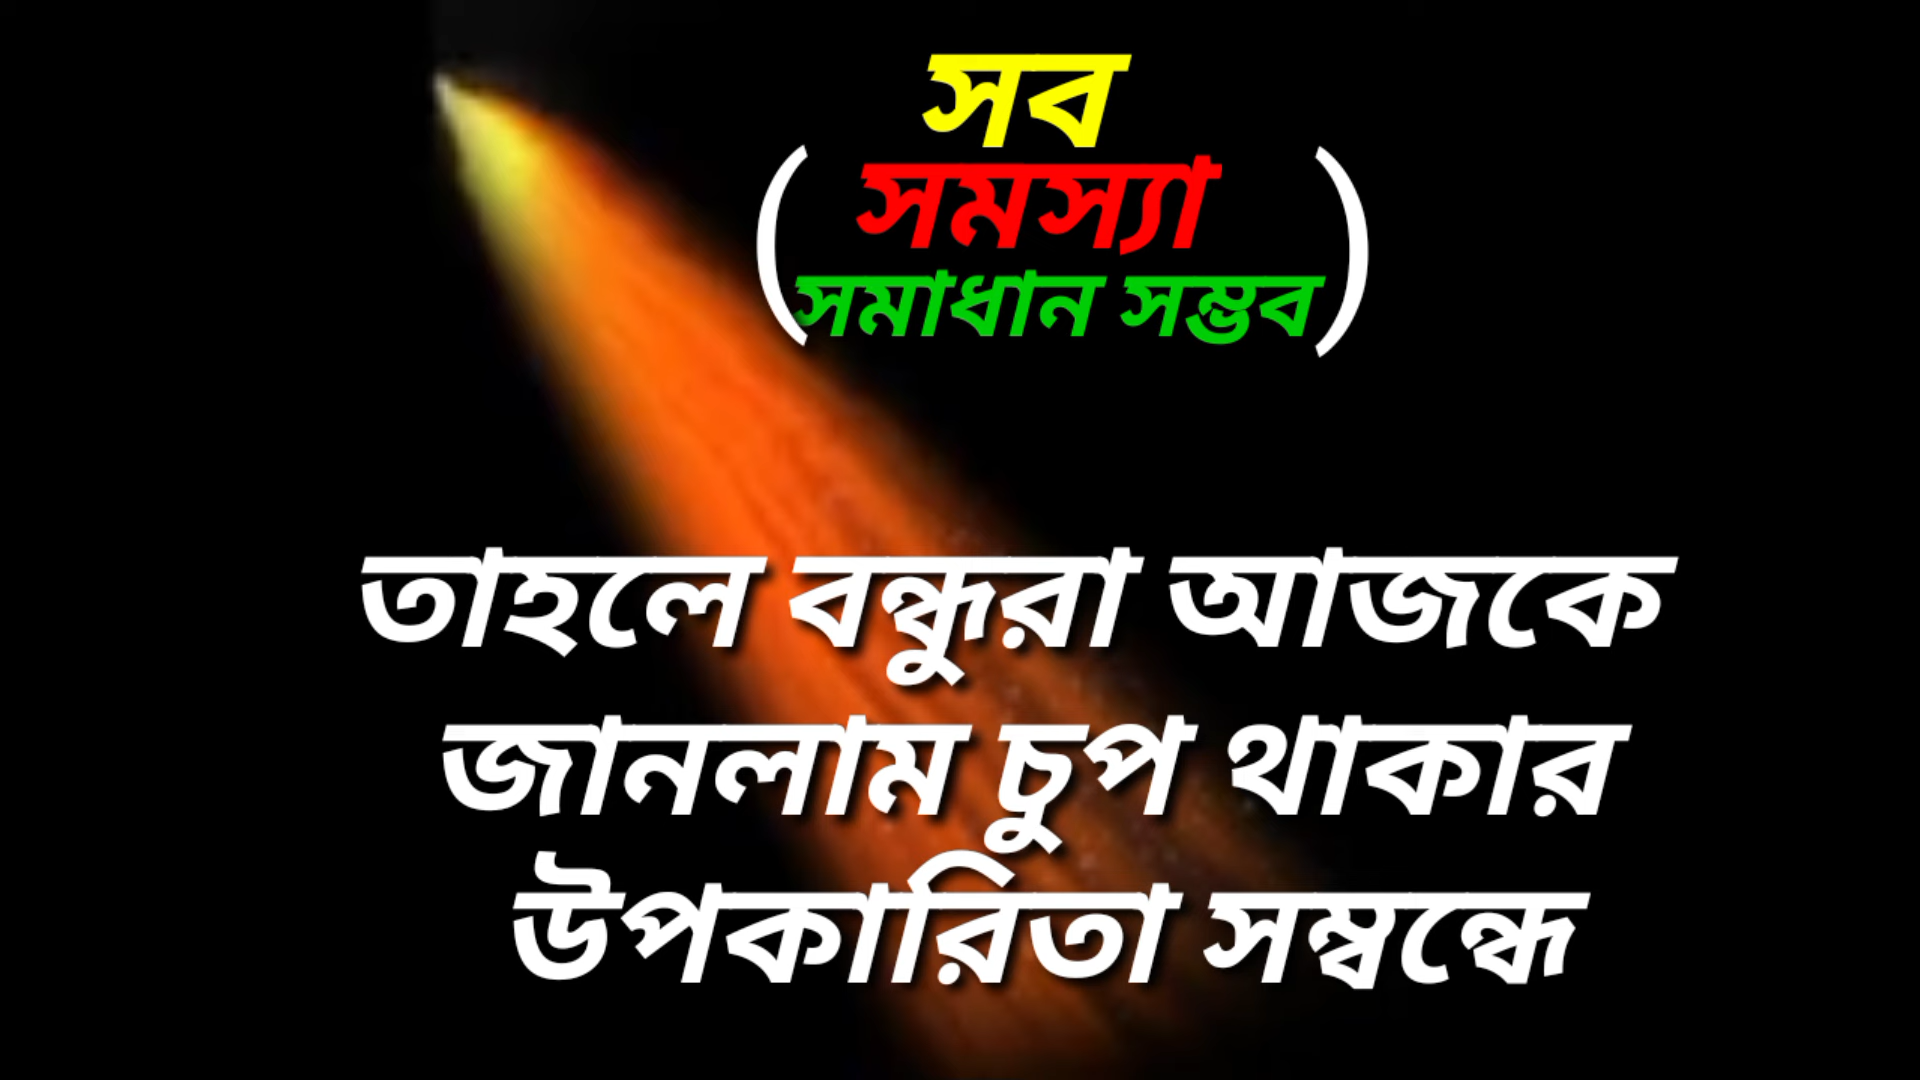 সব
( সমস্যা )
সমাধান সম্ভব
তাহলে বন্ধুরা আজকে
জানলাম চুপ থাকার
উপকারিতা সম্বন্ধে